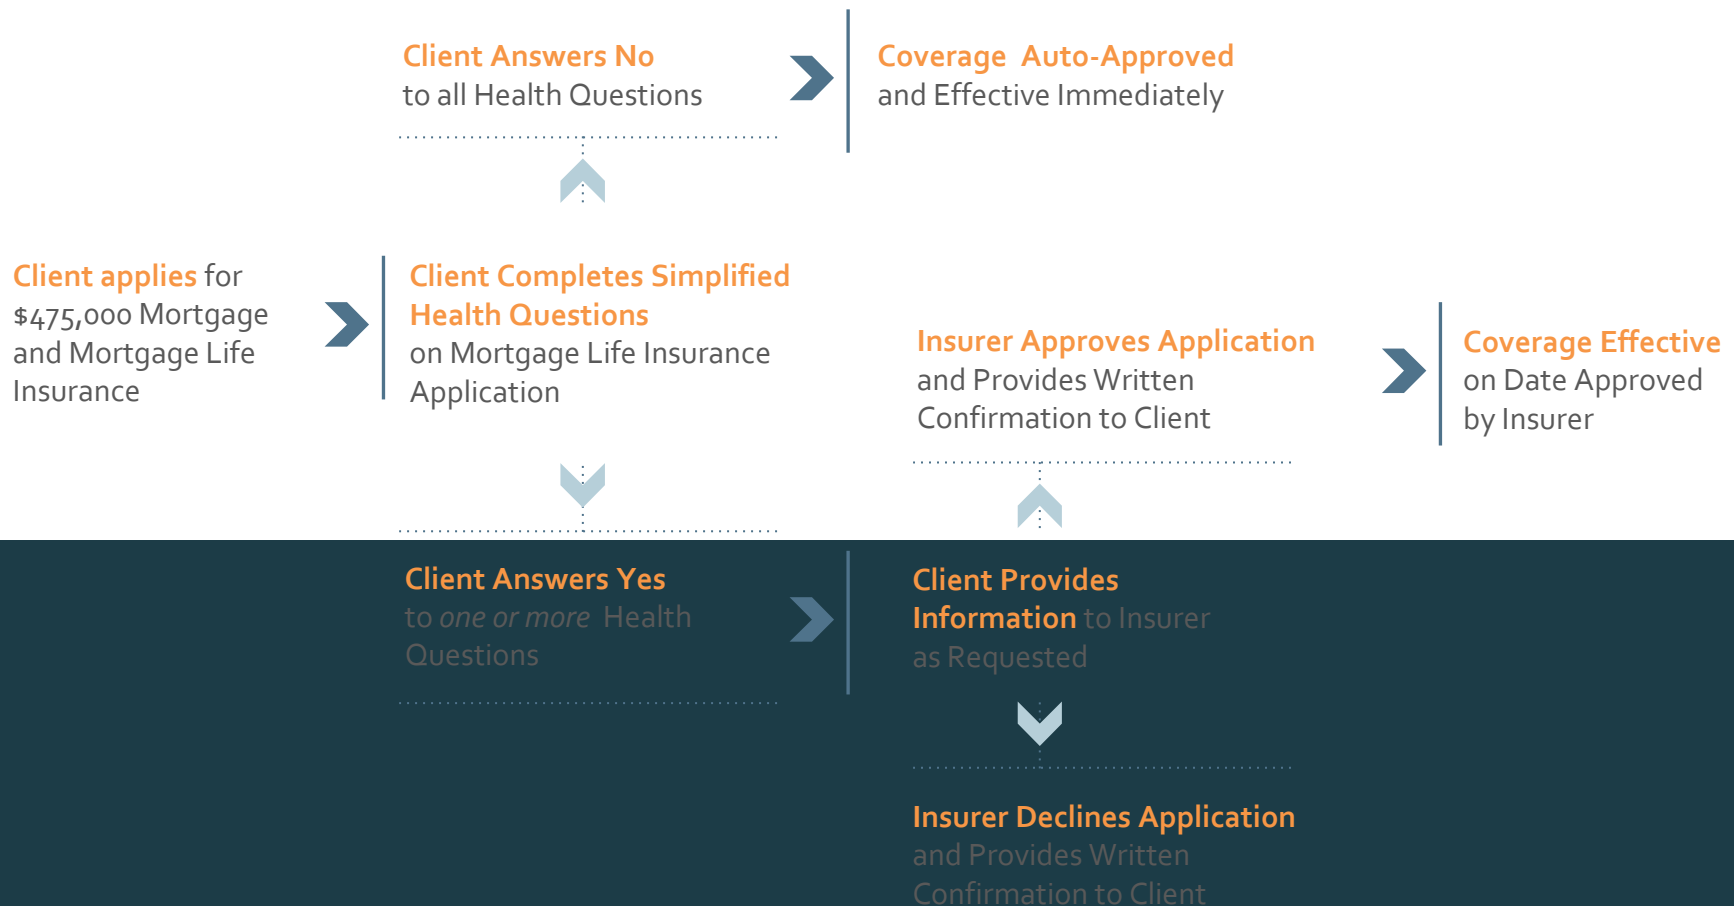 Client Answers No
to all Health Questions
Coverage Auto-Approved
and Effective Immediately
Client applies for
$475,000 Mortgage
and Mortgage Life
Insurance
Client Completes Simplified
Health Questions
on Mortgage Life Insurance
Application
Insurer Approves Application
and Provides Written
Confirmation to Client
Coverage Effective
on Date Approved
by Insurer
Client Answers Yes
to one or more Health
Questions
Client Provides
Information to Insurer
as Requested
Insurer Declines Application
and Provides Written
Confirmation to Client